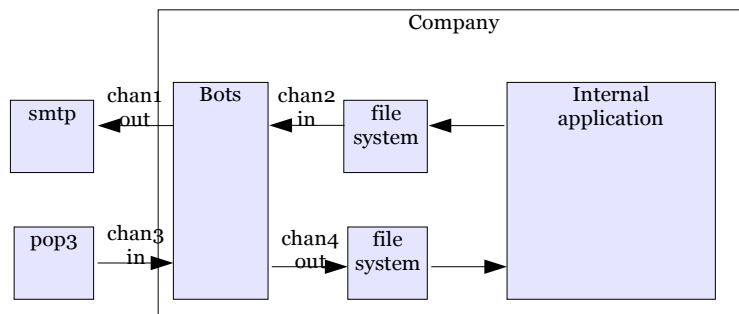 Company
smtp
chan1
out
Bots
chan2
in
file
system
Internal
application
pop3
chan3
in
chan4
out
file
system